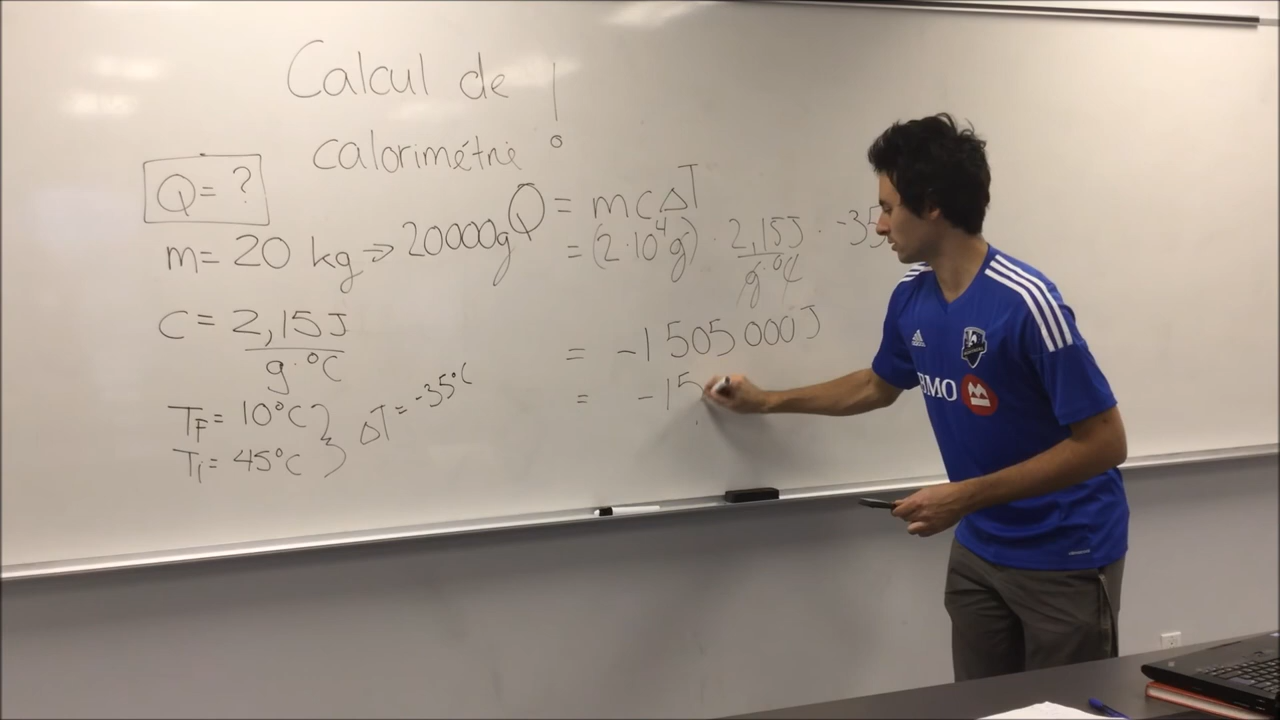 Calcul de !
calorimétrie
Q = ?
m = 20 kg → 20000g
C = 2,15J
g·°C
TF = 10°C
Ti = 45°C
ΔT = -35°C
Q = mcΔT
= (2·10⁴g) · 2,15J · -35
g·°C
= -1 505 000 J
= -15
BMO
adidas